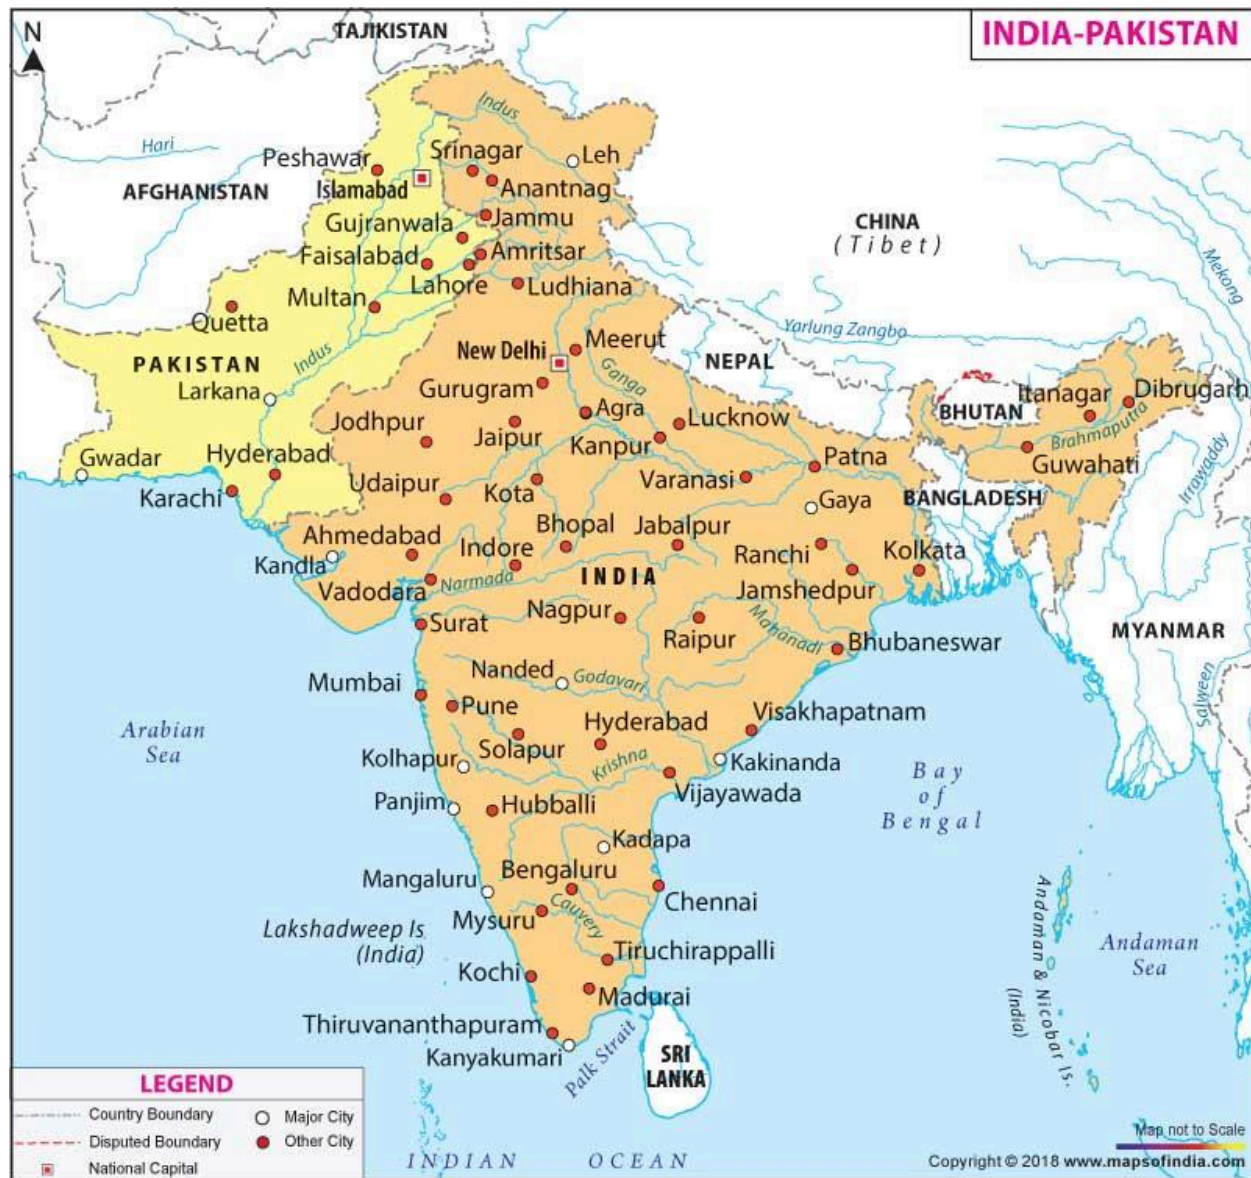 N
INDIA-PAKISTAN
TAJIKISTAN
Indus
Hari
Peshawar
Srinagar
Leh
AFGHANISTAN
Islamabad
Anantnag
Jammu
Gujranwala
CHINA
(Tibet)
Faisalabad
Amritsar
Mekong
Lahore
Ludhiana
Multan
Quetta
Yarlung Zangbo
PAKISTAN
Indus
New Delhi
Meerut
NEPAL
Larkana
Gurugram
Ganga
Itanagar
Dibrugarh
BHUTAN
Jodhpur
Agra
Lucknow
Jaipur
Kanpur
Brahmaputra
Gwadar
Hyderabad
Patna
Guwahati
Irrawaddy
Karachi
Udaipur
Kota
Varanasi
Gaya
BANGLADESH
Ahmedabad
Bhopal
Jabalpur
Ranchi
Kolkata
Kandla
Indore
Vadodara
Narmada
INDIA
Jamshedpur
Surat
Nagpur
Raipur
Mahanadi
Bhubaneswar
MYANMAR
Mumbai
Nanded
Godavari
Salween
Pune
Arabian
Sea
Solapur
Hyderabad
Visakhapatnam
Kolhapur
Krishna
Kakinanda
Bay
of
Bengal
Panjim
Hubballi
Vijayawada
Kadapa
Mangaluru
Bengaluru
Chennai
Mysuru
Cauvery
Lakshadweep Is
(India)
Tiruchirappalli
Andaman & Nicobar Is.
(India)
Andaman
Sea
Kochi
Madurai
Thiruvananthapuram
Kanyakumari
Palk Strait
SRI
LANKA
LEGEND
Country Boundary
Major City
Disputed Boundary
Other City
National Capital
INDIAN OCEAN
Map not to Scale
Copyright © 2018 www.mapsofindia.com